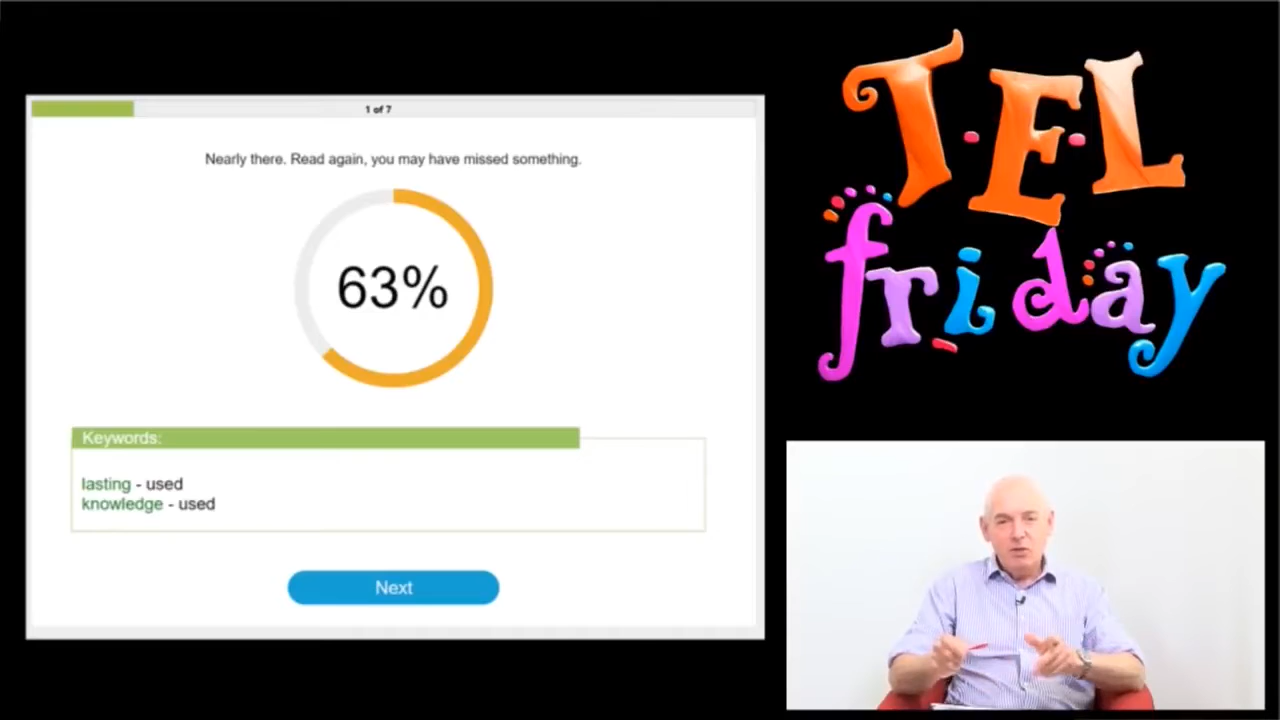 1 of 7
Nearly there. Read again, you may have missed something.
63%
Keywords:
lasting - used
knowledge - used
Next
T·E·L
friday